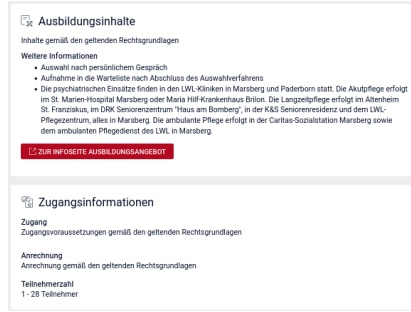 Ausbildungsinhalte
Inhalte gemäß den geltenden Rechtsgrundlagen
Weitere Informationen
• Auswahl nach persönlichem Gespräch
• Aufnahme in die Warteliste nach Abschluss des Auswahlverfahrens
• Die psychiatrischen Einsätze finden in den LWL-Kliniken in Marsberg und Paderborn statt. Die Akutpflege erfolgt
im St. Marien-Hospital Marsberg oder Maria Hilf-Krankenhaus Brilon. Die Langzeitpflege erfolgt im Altenheim
St. Franziskus, im DRK Seniorenzentrum "Haus am Bomberg", in der K&S Seniorenresidenz und dem LWL-
Pflegezentrum, alles in Marsberg. Die ambulante Pflege erfolgt in der Caritas-Sozialstation Marsberg sowie
dem ambulanten Pflegedienst des LWL in Marsberg.
ZUR INFOSEITE AUSBILDUNGSANGEBOT
Zugangsinformationen
Zugang
Zugangsvoraussetzungen gemäß den geltenden Rechtsgrundlagen
Anrechnung
Anrechnung gemäß den geltenden Rechtsgrundlagen
Teilnehmerzahl
1 - 28 Teilnehmer